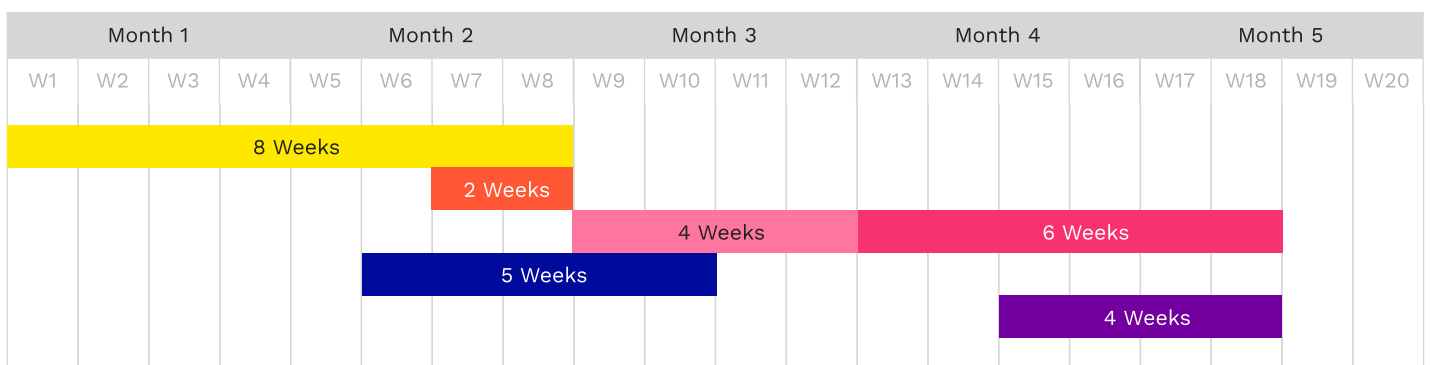 Month 1 Month 2 Month 3 Month 4 Month 5
W1 W2 W3 W4 W5 W6 W7 W8 W9 W10 W11 W12 W13 W14 W15 W16 W17 W18 W19 W20
8 Weeks
2 Weeks
4 Weeks 6 Weeks
5 Weeks
4 Weeks